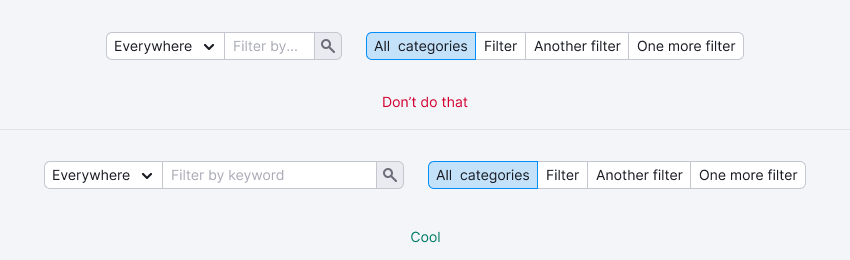 Everywhere Filter by... All categories Filter Another filter One more filter
Don’t do that
Everywhere Filter by keyword All categories Filter Another filter One more filter
Cool